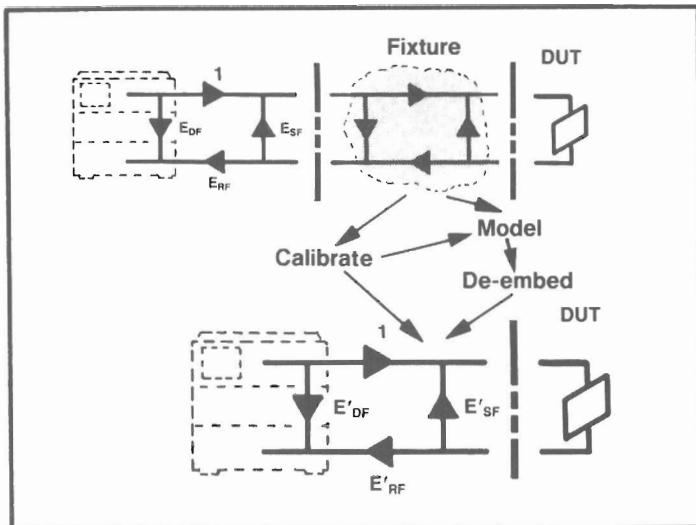 Fixture
DUT
1
E_DF
E_SF
E_RF
Model
Calibrate
De-embed
DUT
1
E'_DF
E'_SF
E'_RF